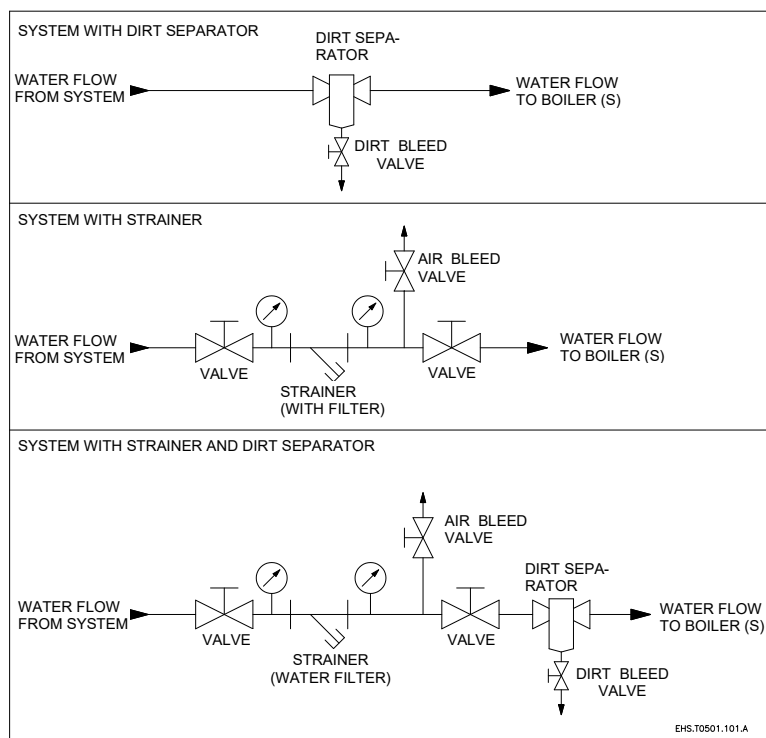 SYSTEM WITH DIRT SEPARATOR
DIRT SEPA-
RATOR
WATER FLOW
FROM SYSTEM
WATER FLOW
TO BOILER (S)
DIRT BLEED
VALVE
SYSTEM WITH STRAINER
AIR BLEED
VALVE
WATER FLOW
FROM SYSTEM
WATER FLOW
TO BOILER (S)
VALVE
STRAINER
(WITH FILTER)
VALVE
SYSTEM WITH STRAINER AND DIRT SEPARATOR
AIR BLEED
VALVE
DIRT SEPA-
RATOR
WATER FLOW
FROM SYSTEM
WATER FLOW
TO BOILER (S)
VALVE
STRAINER
(WATER FILTER)
VALVE
DIRT BLEED
VALVE
EHS.T0501.101.A